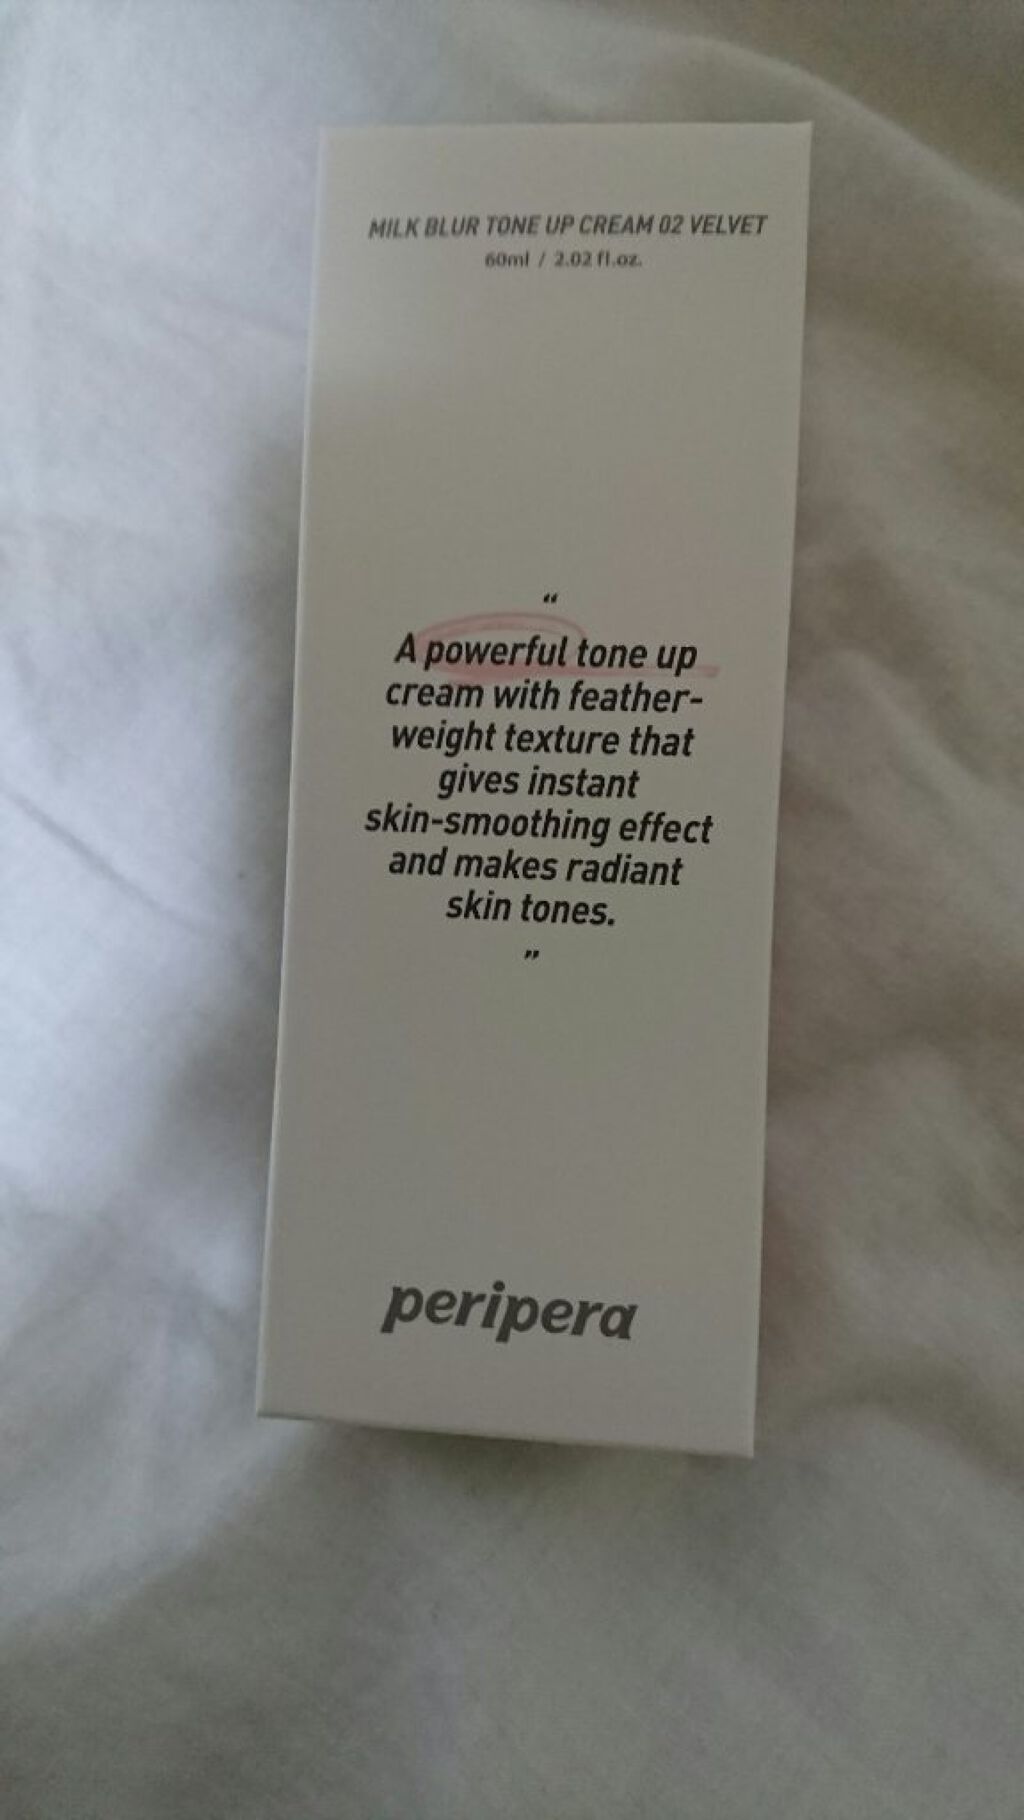 MILK BLUR TONE UP CREAM 02 VELVET
60ml / 2.02 fl.oz.
“
A powerful tone up
cream with feather-
weight texture that
gives instant
skin-smoothing effect
and makes radiant
skin tones.
”
peripera